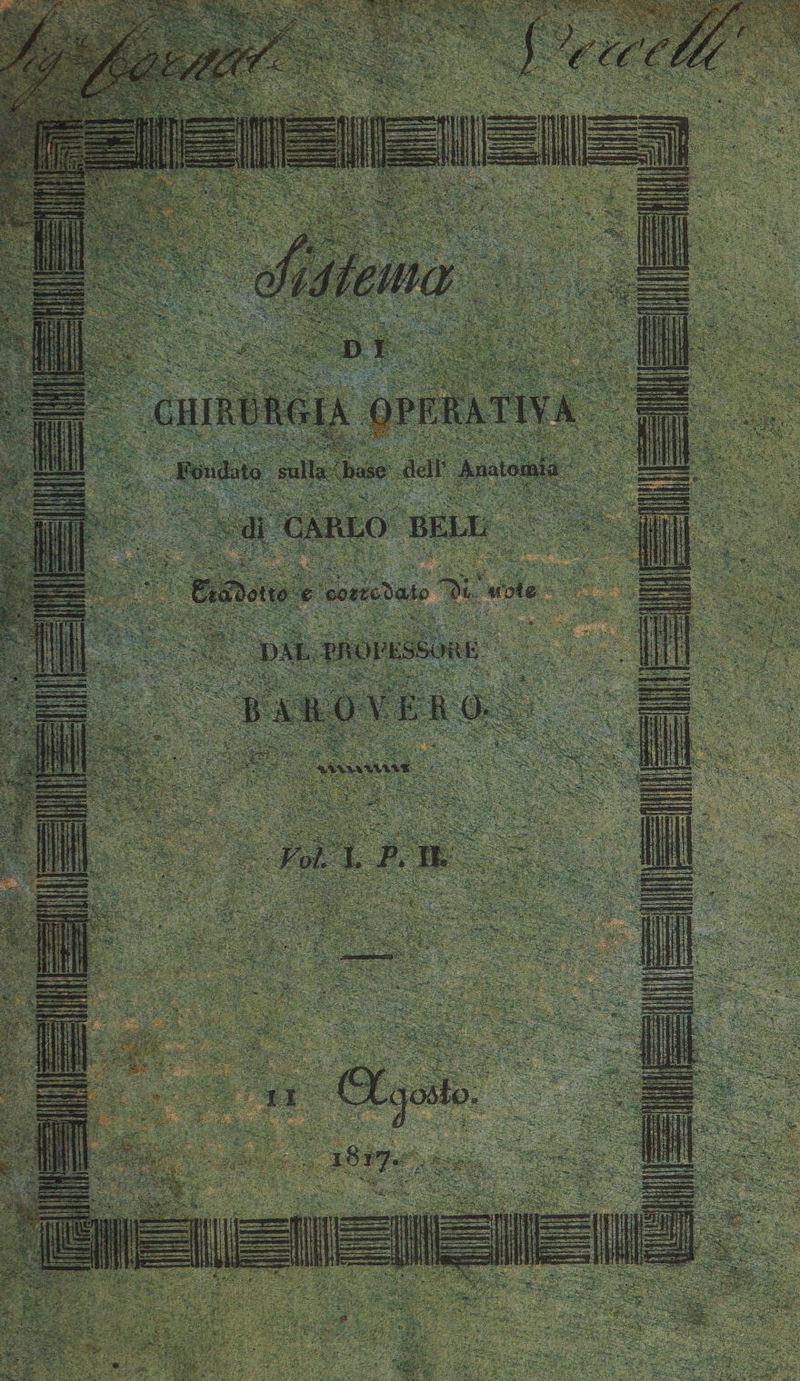 Vercelli
Sistema
DI
CHIRURGIA OPERATIVA
Fondato sulla base dell' Anatomia
di CARLO BELL
Tradotto e corredato di note
DAL PROFESSORE
BAROVERO.
Vol. I. P. II.
11 Agosto.
1817.